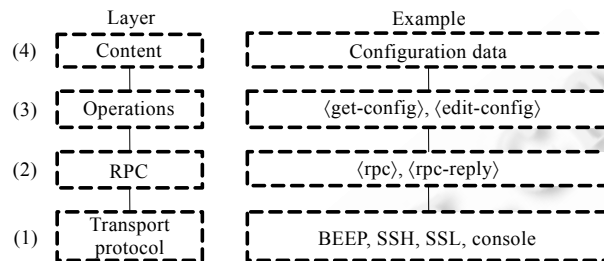 Layer Example
(4) Content Configuration data
(3) Operations ⟨get-config⟩, ⟨edit-config⟩
(2) RPC ⟨rpc⟩, ⟨rpc-reply⟩
(1) Transport
protocol BEEP, SSH, SSL, console